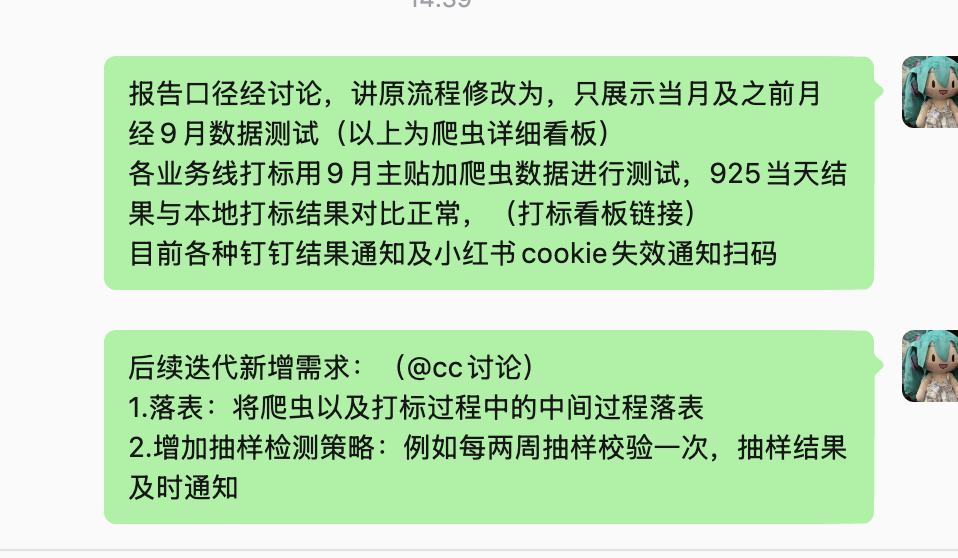 14:39
报告口径经讨论，讲原流程修改为，只展示当月及之前月
经9月数据测试（以上为爬虫详细看板）
各业务线打标用9月主贴加爬虫数据进行测试，925当天结
果与本地打标结果对比正常，（打标看板链接）
目前各种钉钉结果通知及小红书cookie失效通知扫码
后续迭代新增需求：（@cc讨论）
1.落表：将爬虫以及打标过程中的中间过程落表
2.增加抽样检测策略：例如每两周抽样校验一次，抽样结果
及时通知